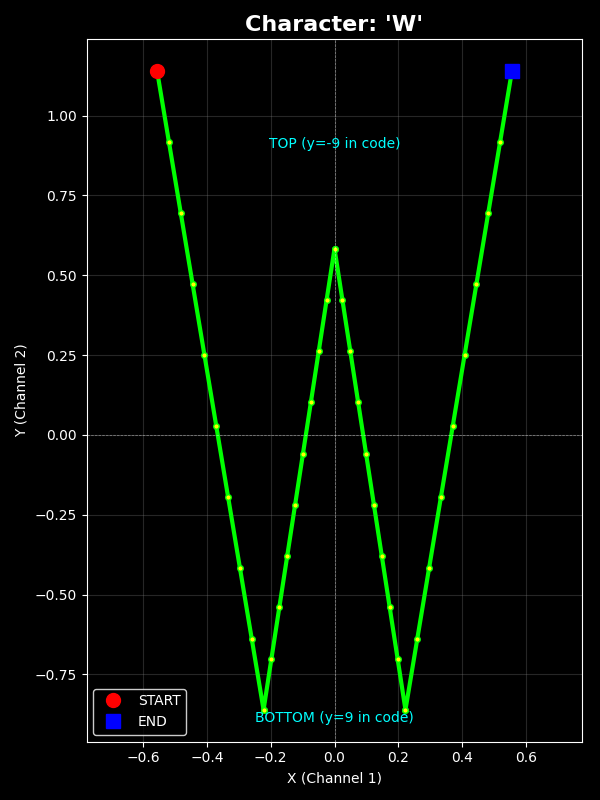 Character: 'W'
TOP (y=-9 in code)
1.00
0.75
0.50
0.25
0.00
−0.25
−0.50
−0.75
Y (Channel 2)
START
END
BOTTOM (y=9 in code)
−0.6
−0.4
−0.2
0.0
0.2
0.4
0.6
X (Channel 1)